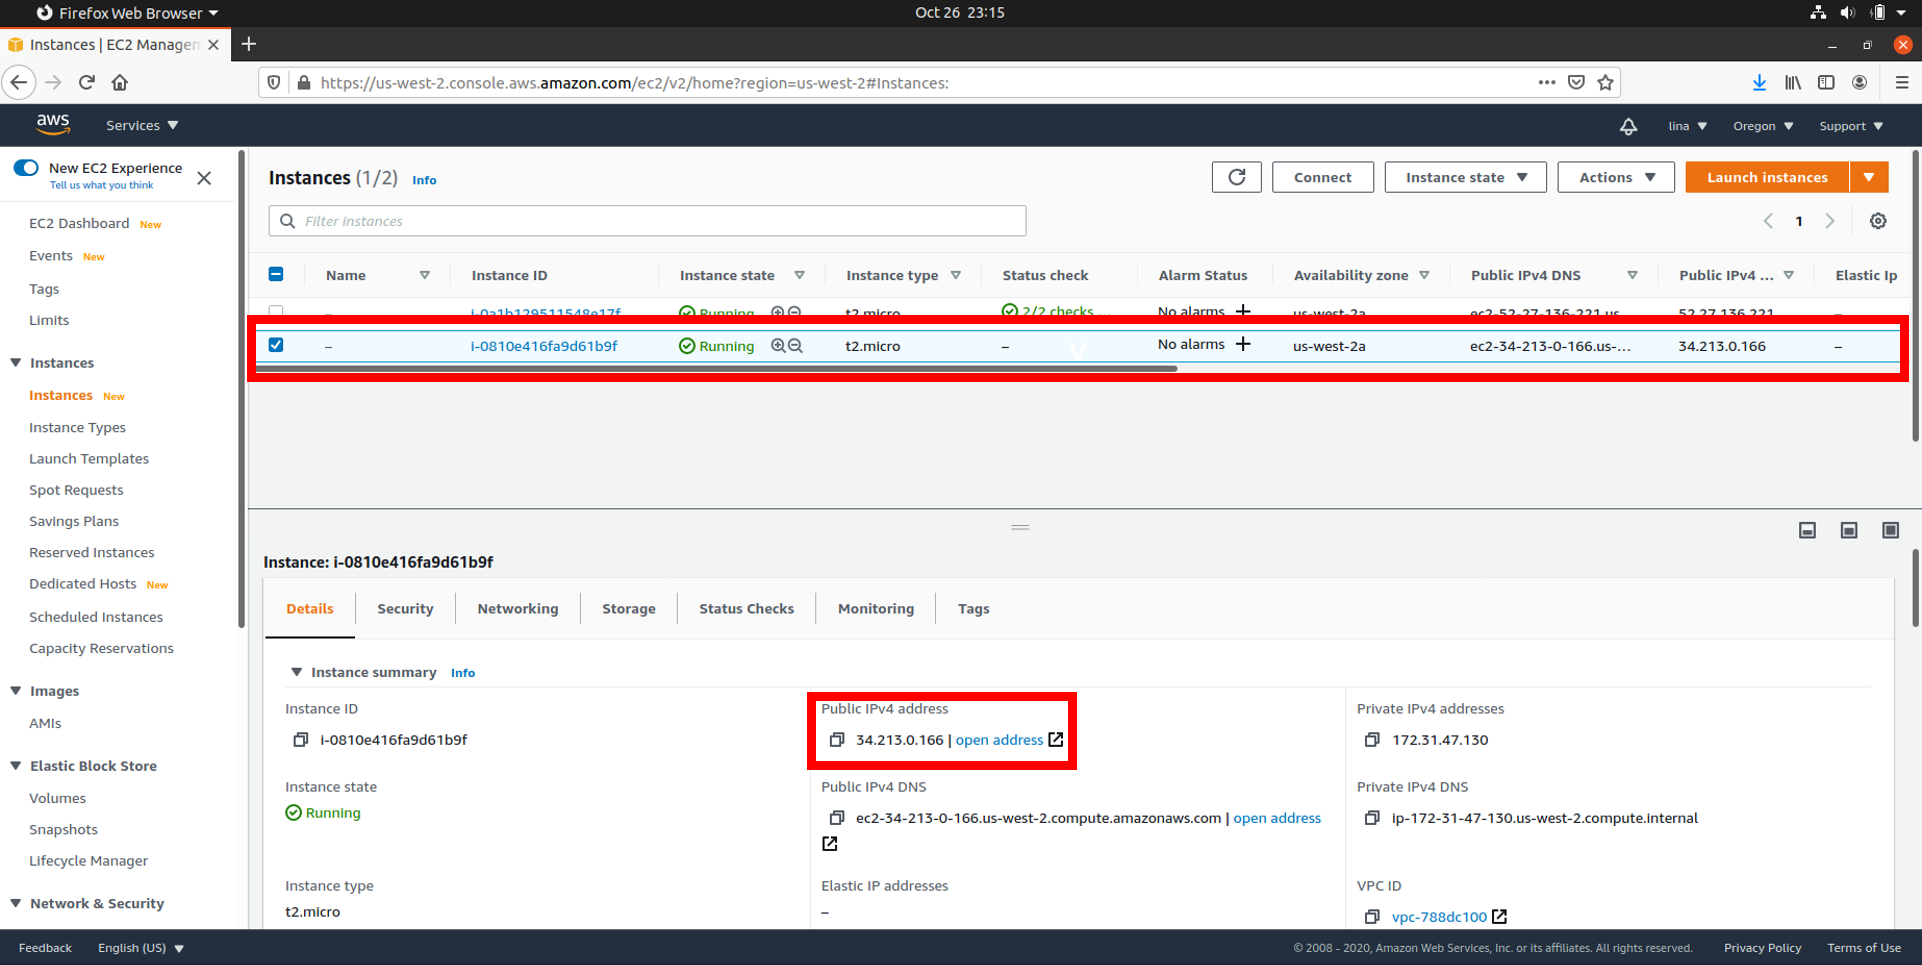 Firefox Web Browser
Oct 26 23:15
Instances | EC2 Managem
https://us-west-2.console.aws.amazon.com/ec2/v2/home?region=us-west-2#Instances:
aws
Services
lina
Oregon
Support
New EC2 Experience
Tell us what you think
EC2 Dashboard New
Events New
Tags
Limits
Instances
Instances New
Instance Types
Launch Templates
Spot Requests
Savings Plans
Reserved Instances
Dedicated Hosts New
Scheduled Instances
Capacity Reservations
Images
AMIs
Elastic Block Store
Volumes
Snapshots
Lifecycle Manager
Network & Security
Instances (1/2) Info
Connect
Instance state
Actions
Launch instances
Filter instances
1
Name Instance ID Instance state Instance type Status check Alarm Status Availability zone Public IPv4 DNS Public IPv4 ... Elastic Ip
– i-0a1b129511548e17f Running t2.micro 2/2 checks ... No alarms + us-west-2a ec2-52-27-136-221.us... 52.27.136.221 –
– i-0810e416fa9d61b9f Running t2.micro – No alarms + us-west-2a ec2-34-213-0-166.us-... 34.213.0.166 –
Instance: i-0810e416fa9d61b9f
Details Security Networking Storage Status Checks Monitoring Tags
Instance summary Info
Instance ID
i-0810e416fa9d61b9f
Public IPv4 address
34.213.0.166 | open address
Private IPv4 addresses
172.31.47.130
Instance state
Running
Public IPv4 DNS
ec2-34-213-0-166.us-west-2.compute.amazonaws.com | open address
Private IPv4 DNS
ip-172-31-47-130.us-west-2.compute.internal
Instance type
t2.micro
Elastic IP addresses
–
VPC ID
vpc-788dc100
Feedback
English (US)
© 2008 - 2020, Amazon Web Services, Inc. or its affiliates. All rights reserved.
Privacy Policy
Terms of Use